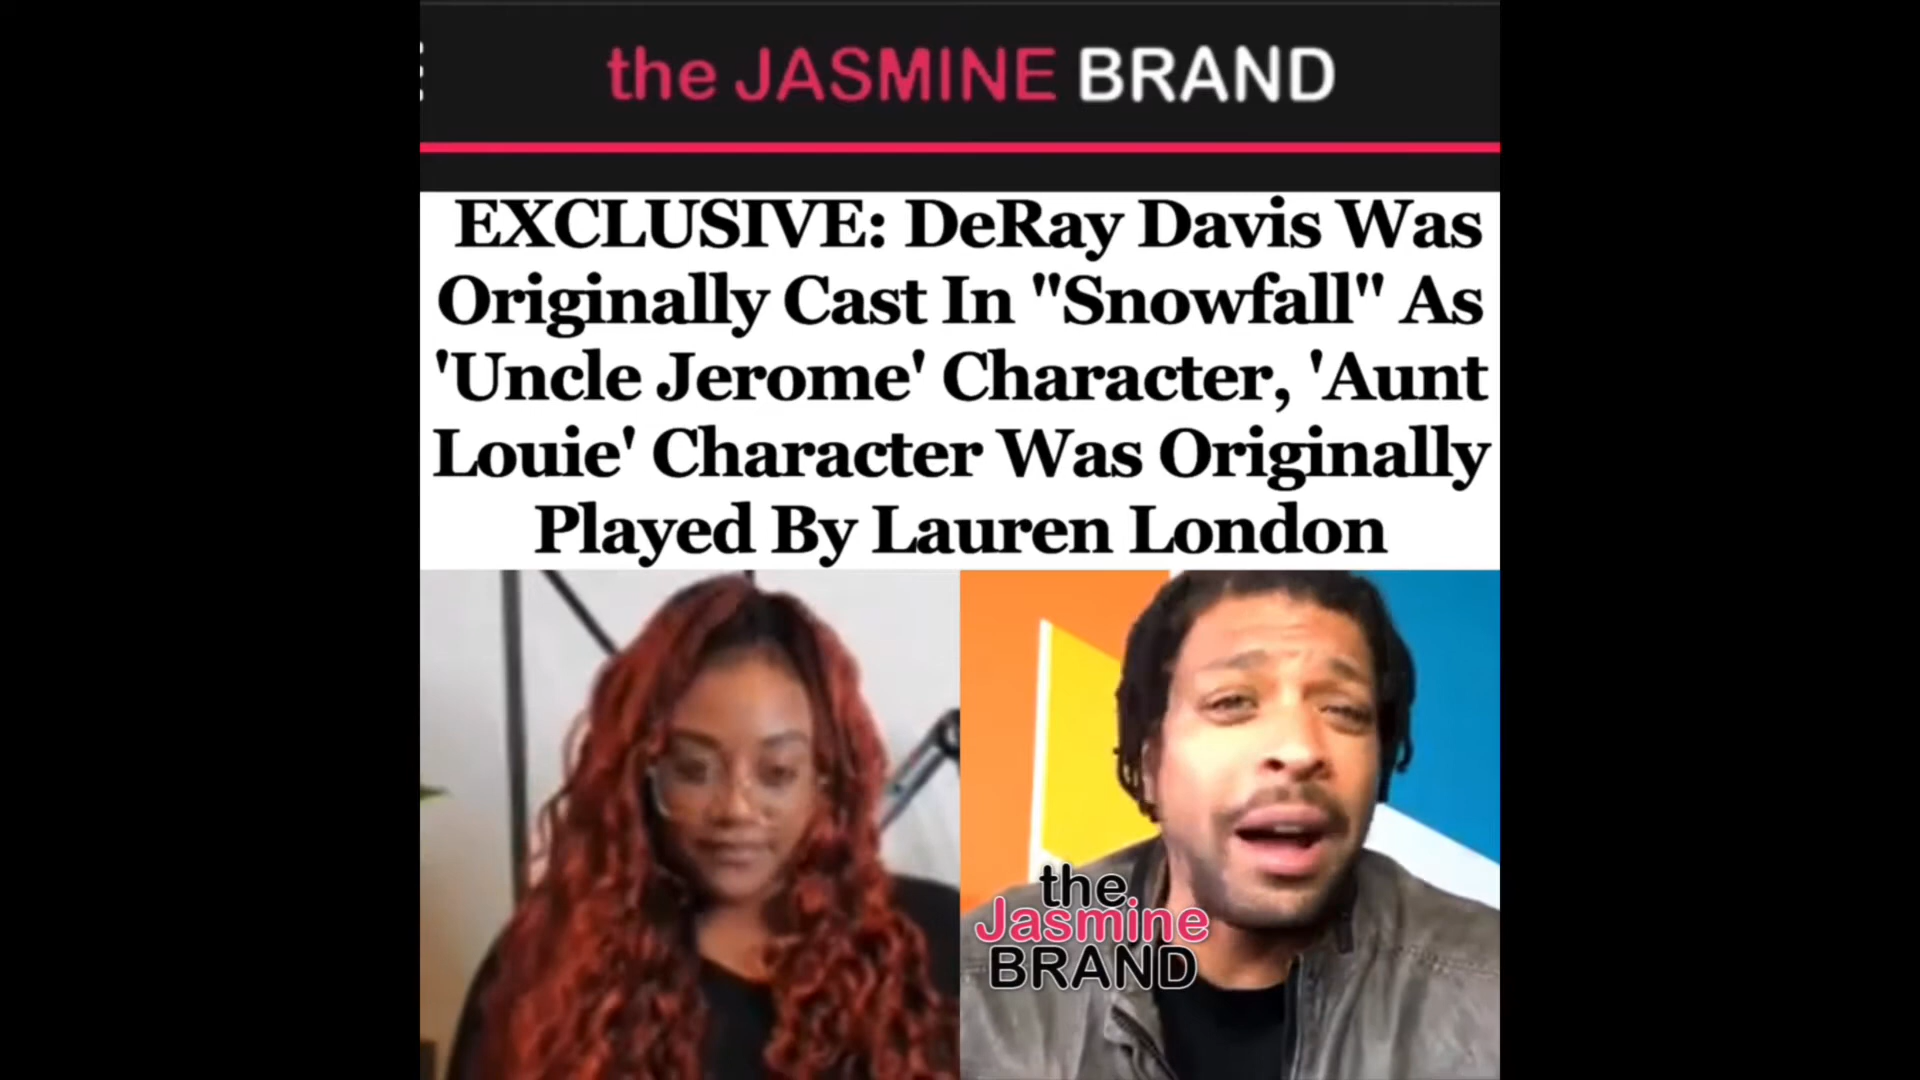 the JASMINE BRAND
EXCLUSIVE: DeRay Davis Was
Originally Cast In "Snowfall" As
'Uncle Jerome' Character, 'Aunt
Louie' Character Was Originally
Played By Lauren London
the
Jasmine
BRAND